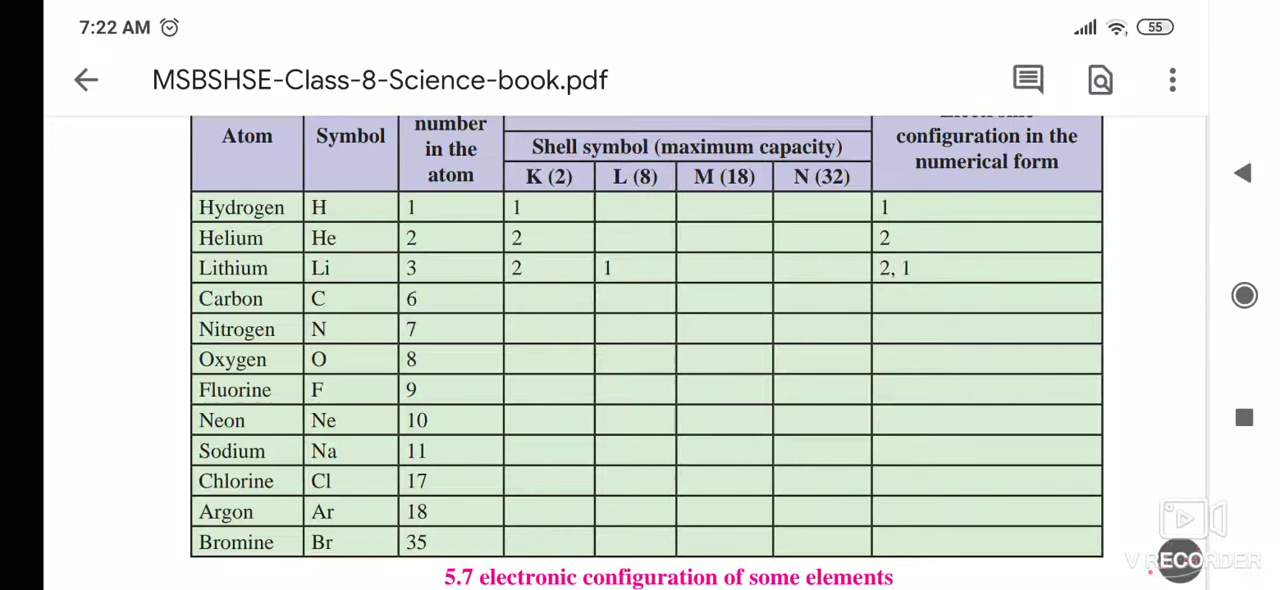 7:22 AM
55
MSBSHSE-Class-8-Science-book.pdf
Atom Symbol number in the atom Shell symbol (maximum capacity) configuration in the numerical form
K (2) L (8) M (18) N (32)
Hydrogen H 1 1 1
Helium He 2 2 2
Lithium Li 3 2 1 2, 1
Carbon C 6
Nitrogen N 7
Oxygen O 8
Fluorine F 9
Neon Ne 10
Sodium Na 11
Chlorine Cl 17
Argon Ar 18
Bromine Br 35
5.7 electronic configuration of some elements
V RECORDER